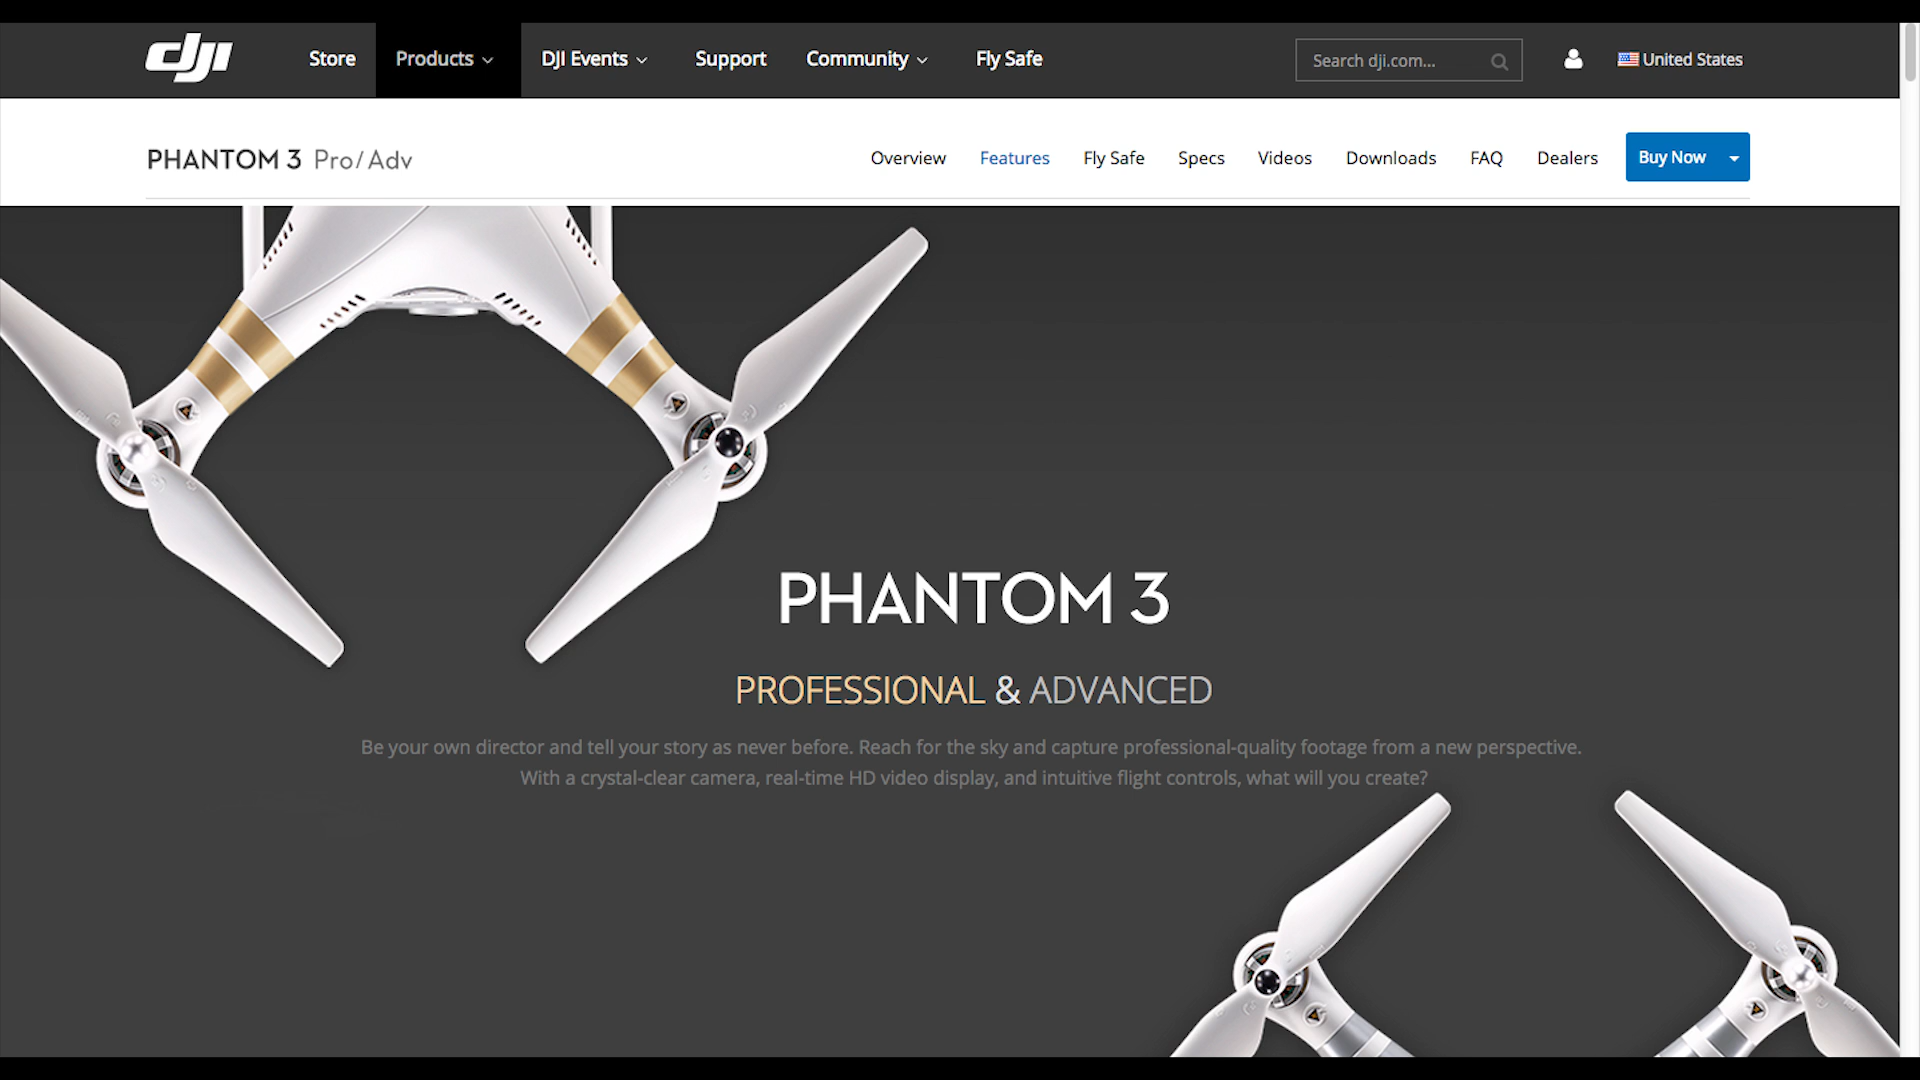 dji
Store Products DJI Events Support Community Fly Safe Search dji.com... United States
PHANTOM 3 Pro/Adv Overview Features Fly Safe Specs Videos Downloads FAQ Dealers Buy Now
PHANTOM 3
PROFESSIONAL & ADVANCED
Be your own director and tell your story as never before. Reach for the sky and capture professional-quality footage from a new perspective.
With a crystal-clear camera, real-time HD video display, and intuitive flight controls, what will you create?